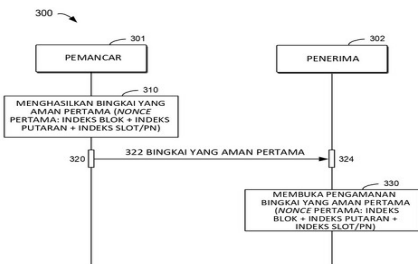 300
301
302
PEMANCAR
PENERIMA
310
MENGHASILKAN BINGKAI YANG
AMAN PERTAMA (NONCE
PERTAMA: INDEKS BLOK + INDEKS
PUTARAN + INDEKS SLOT/PN)
320
322 BINGKAI YANG AMAN PERTAMA
324
330
MEMBUKA PENGAMANAN
BINGKAI YANG AMAN PERTAMA
(NONCE PERTAMA: INDEKS
BLOK + INDEKS PUTARAN +
INDEKS SLOT/PN)